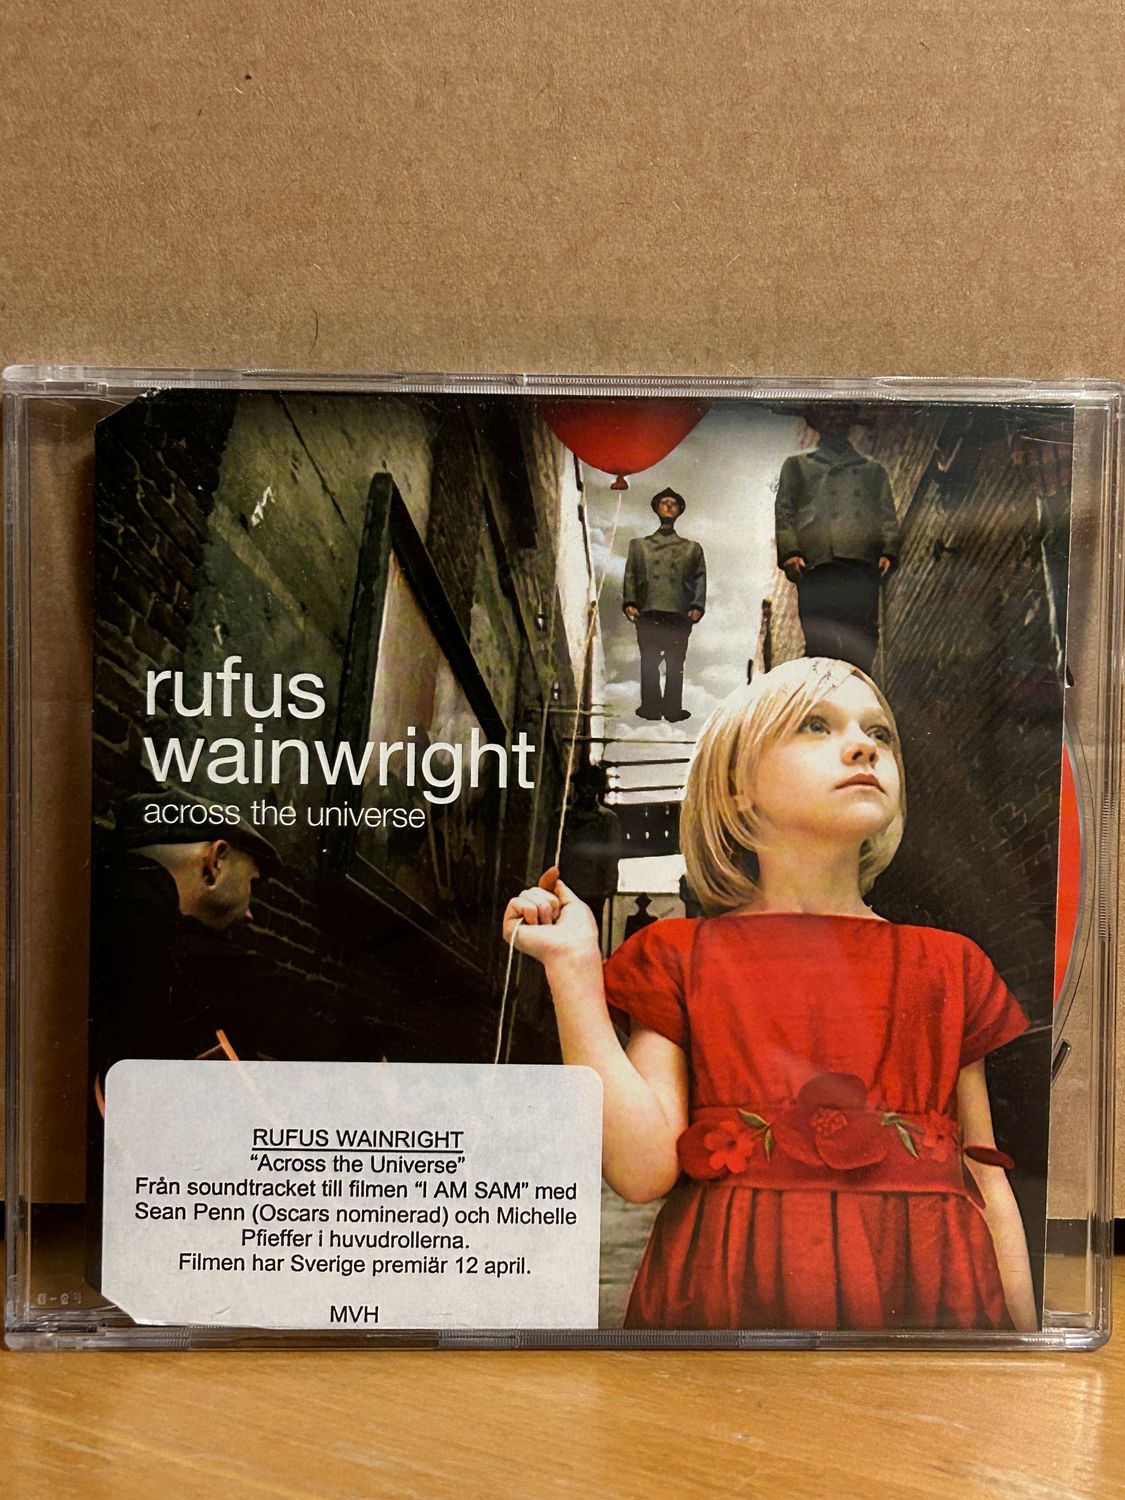 rufus
wainwright
across the universe
RUFUS WAINRIGHT
“Across the Universe”
Från soundtracket till filmen “I AM SAM” med
Sean Penn (Oscars nominerad) och Michelle
Pfieffer i huvudrollerna.
Filmen har Sverige premiär 12 april.
MVH